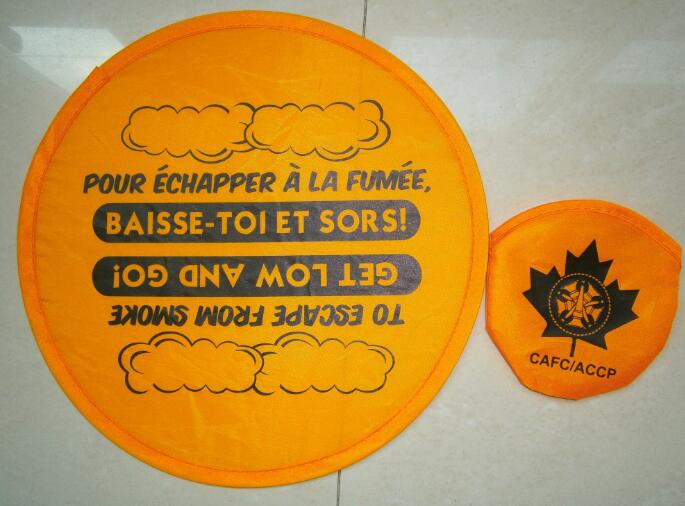 POUR ÉCHAPPER À LA FUMÉE,
BAISSE-TOI ET SORS!
TO ESCAPE FROM SMOKE
GET LOW AND GO!
CAFC/ACCP